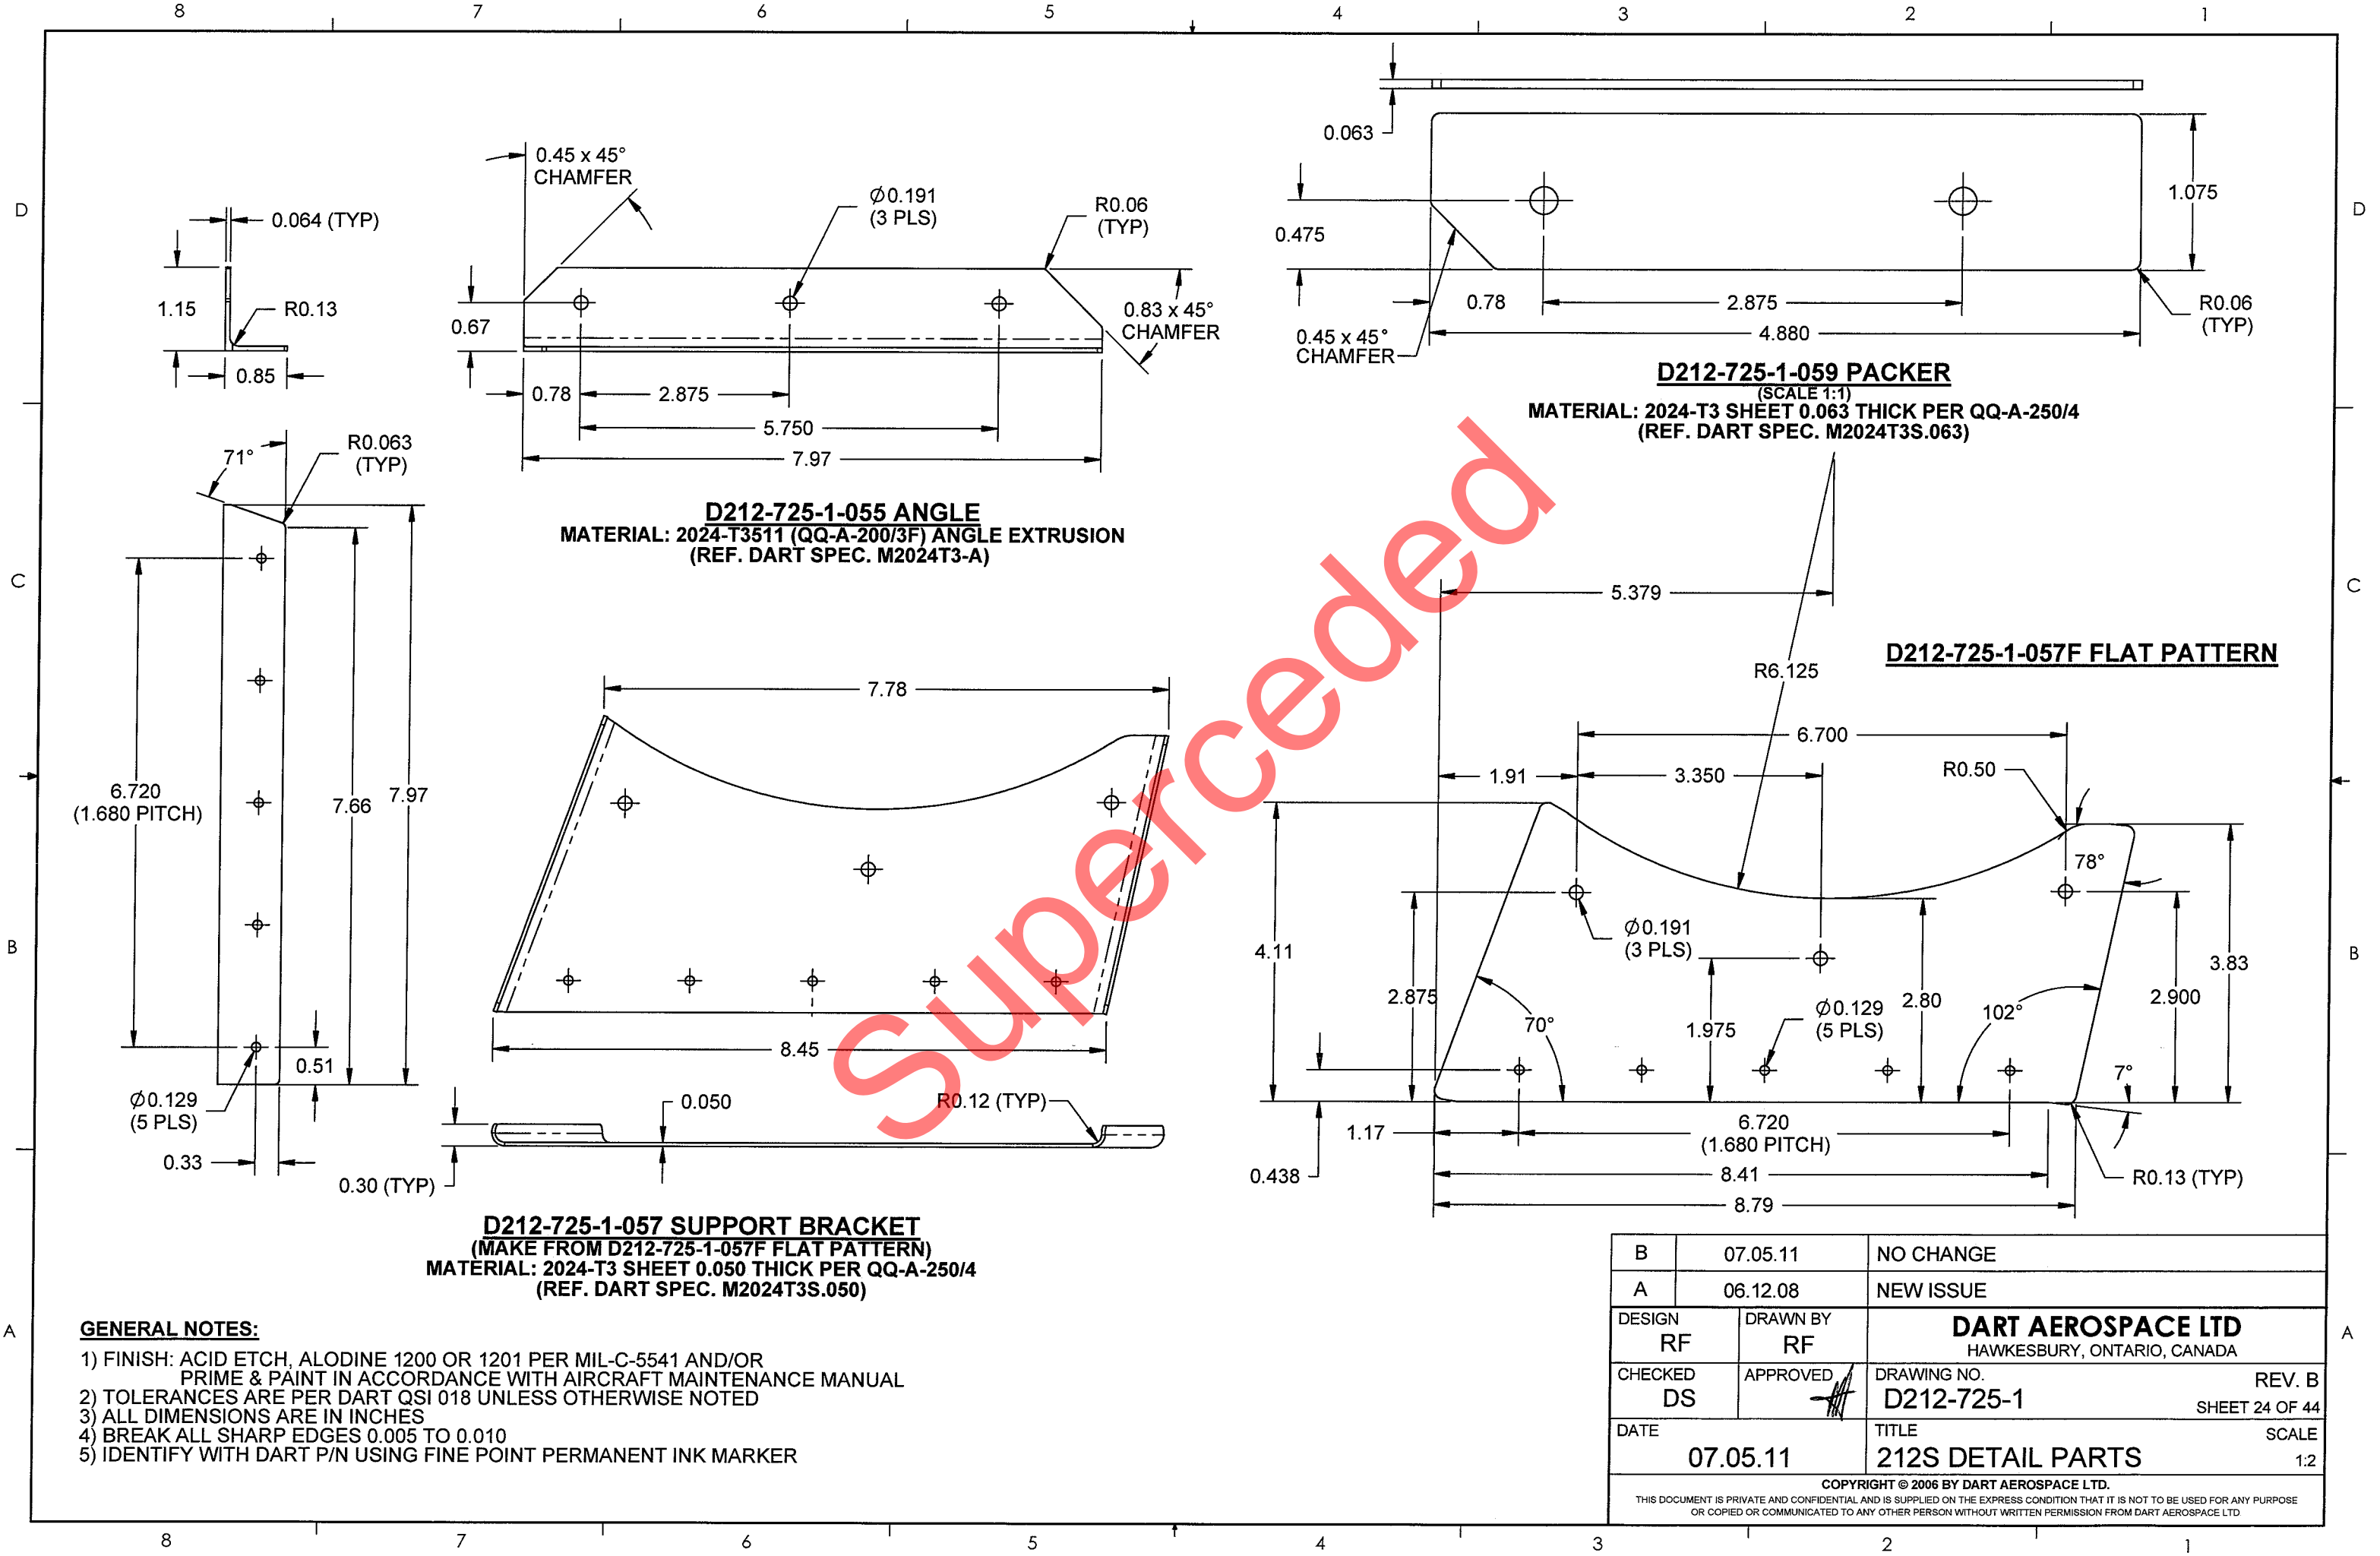 8 7 6 5 4 3 2 1
D
D
C
C
B
B
A
A
0.064 (TYP)
1.15
R0.13
0.85
0.45 x 45°
CHAMFER
Ø0.191
(3 PLS)
R0.06
(TYP)
0.67
0.83 x 45°
CHAMFER
0.78
2.875
5.750
7.97
D212-725-1-055 ANGLE
MATERIAL: 2024-T3511 (QQ-A-200/3F) ANGLE EXTRUSION
(REF. DART SPEC. M2024T3-A)
0.063
1.075
0.475
0.78
2.875
R0.06
(TYP)
4.880
0.45 x 45°
CHAMFER
D212-725-1-059 PACKER
(SCALE 1:1)
MATERIAL: 2024-T3 SHEET 0.063 THICK PER QQ-A-250/4
(REF. DART SPEC. M2024T3S.063)
71°
R0.063
(TYP)
6.720
(1.680 PITCH)
7.66
7.97
0.51
Ø0.129
(5 PLS)
0.33
7.78
8.45
0.050
R0.12 (TYP)
0.30 (TYP)
D212-725-1-057 SUPPORT BRACKET
(MAKE FROM D212-725-1-057F FLAT PATTERN)
MATERIAL: 2024-T3 SHEET 0.050 THICK PER QQ-A-250/4
(REF. DART SPEC. M2024T3S.050)
Superceded
5.379
D212-725-1-057F FLAT PATTERN
R6.125
6.700
1.91
3.350
R0.50
78°
4.11
Ø0.191
(3 PLS)
3.83
2.875
70°
1.975
Ø0.129
(5 PLS)
2.80
102°
2.900
7°
1.17
6.720
(1.680 PITCH)
0.438
8.41
R0.13 (TYP)
8.79
GENERAL NOTES:
1) FINISH: ACID ETCH, ALODINE 1200 OR 1201 PER MIL-C-5541 AND/OR
PRIME & PAINT IN ACCORDANCE WITH AIRCRAFT MAINTENANCE MANUAL
2) TOLERANCES ARE PER DART QSI 018 UNLESS OTHERWISE NOTED
3) ALL DIMENSIONS ARE IN INCHES
4) BREAK ALL SHARP EDGES 0.005 TO 0.010
5) IDENTIFY WITH DART P/N USING FINE POINT PERMANENT INK MARKER
B 07.05.11 NO CHANGE
A 06.12.08 NEW ISSUE
DESIGN
RF
DRAWN BY
RF
DART AEROSPACE LTD
HAWKESBURY, ONTARIO, CANADA
CHECKED
DS
APPROVED
DRAWING NO.
D212-725-1
REV. B
SHEET 24 OF 44
DATE
07.05.11
TITLE
212S DETAIL PARTS
SCALE
1:2
COPYRIGHT © 2006 BY DART AEROSPACE LTD.
THIS DOCUMENT IS PRIVATE AND CONFIDENTIAL AND IS SUPPLIED ON THE EXPRESS CONDITION THAT IT IS NOT TO BE USED FOR ANY PURPOSE
OR COPIED OR COMMUNICATED TO ANY OTHER PERSON WITHOUT WRITTEN PERMISSION FROM DART AEROSPACE LTD
8 7 6 5 4 3 2 1